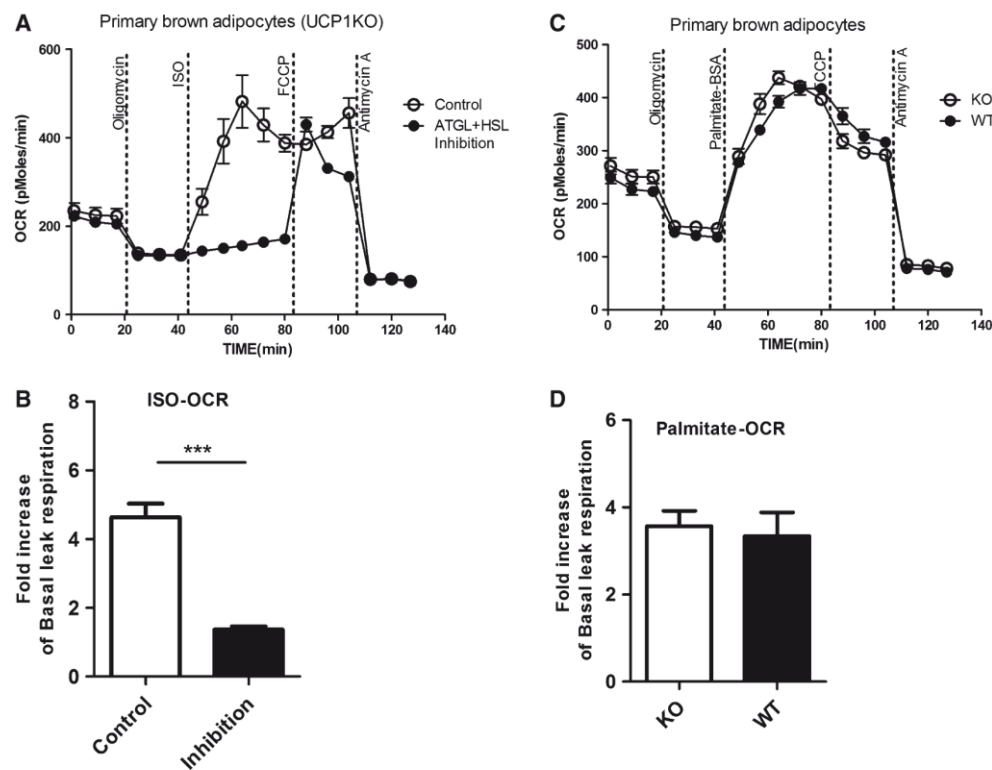 A
Primary brown adipocytes (UCP1KO)
OCR (pMoles/min)
600
400
200
0
Oligomycin
ISO
FCCP
Antimycin A
Control
ATGL+HSL
Inhibition
0 20 40 60 80 100 120 140
TIME(min)
C
Primary brown adipocytes
OCR (pMoles/min)
500
400
300
200
100
0
Oligomycin
Palmitate-BSA
FCCP
Antimycin A
KO
WT
0 20 40 60 80 100 120 140
TIME(min)
B
ISO-OCR
Fold increase
of Basal leak respiration
8
6
4
2
0
***
Control
Inhibition
D
Palmitate-OCR
Fold increase
of Basal leak respiration
6
4
2
0
KO
WT